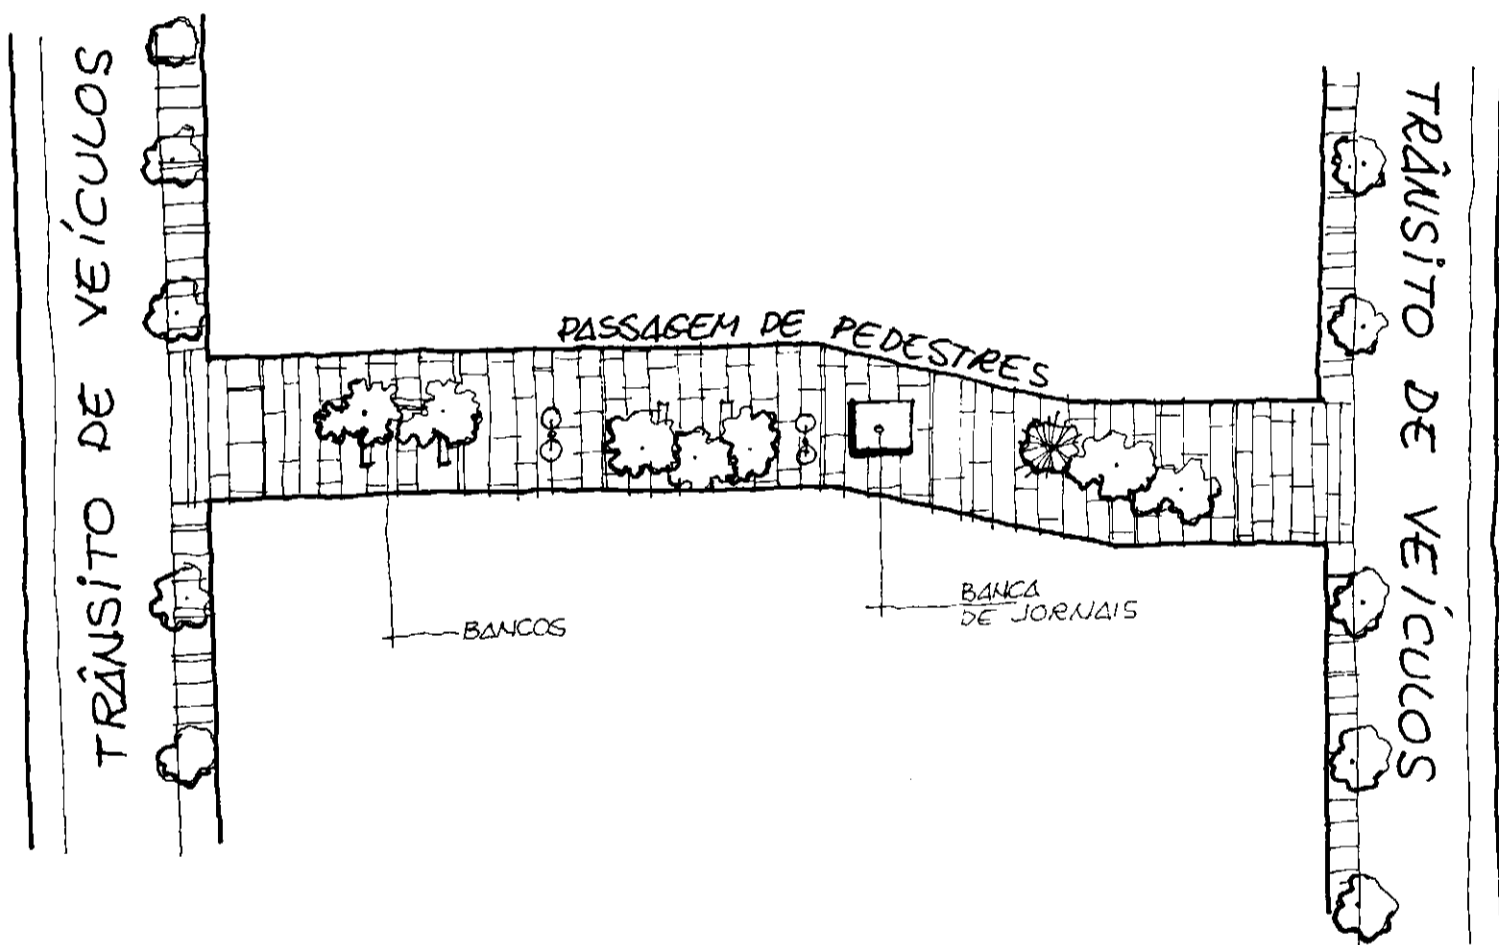 TRÂNSITO DE VEÍCULOS
PASSAGEM DE PEDESTRES
BANCOS
BANCA
DE JORNAIS
TRÂNSITO DE VEÍCULOS